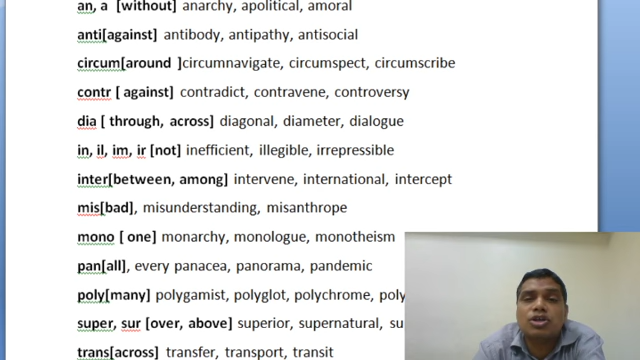 an, a [without] anarchy, apolitical, amoral
anti[against] antibody, antipathy, antisocial
circum[around ]circumnavigate, circumspect, circumscribe
contr [ against] contradict, contravene, controversy
dia [ through, across] diagonal, diameter, dialogue
in, il, im, ir [not] inefficient, illegible, irrepressible
inter[between, among] intervene, international, intercept
mis[bad], misunderstanding, misanthrope
mono [ one] monarchy, monologue, monotheism
pan[all], every panacea, panorama, pandemic
poly[many] polygamist, polyglot, polychrome,
super, sur [over, above] superior, supernatural,
trans[across] transfer, transport, transit